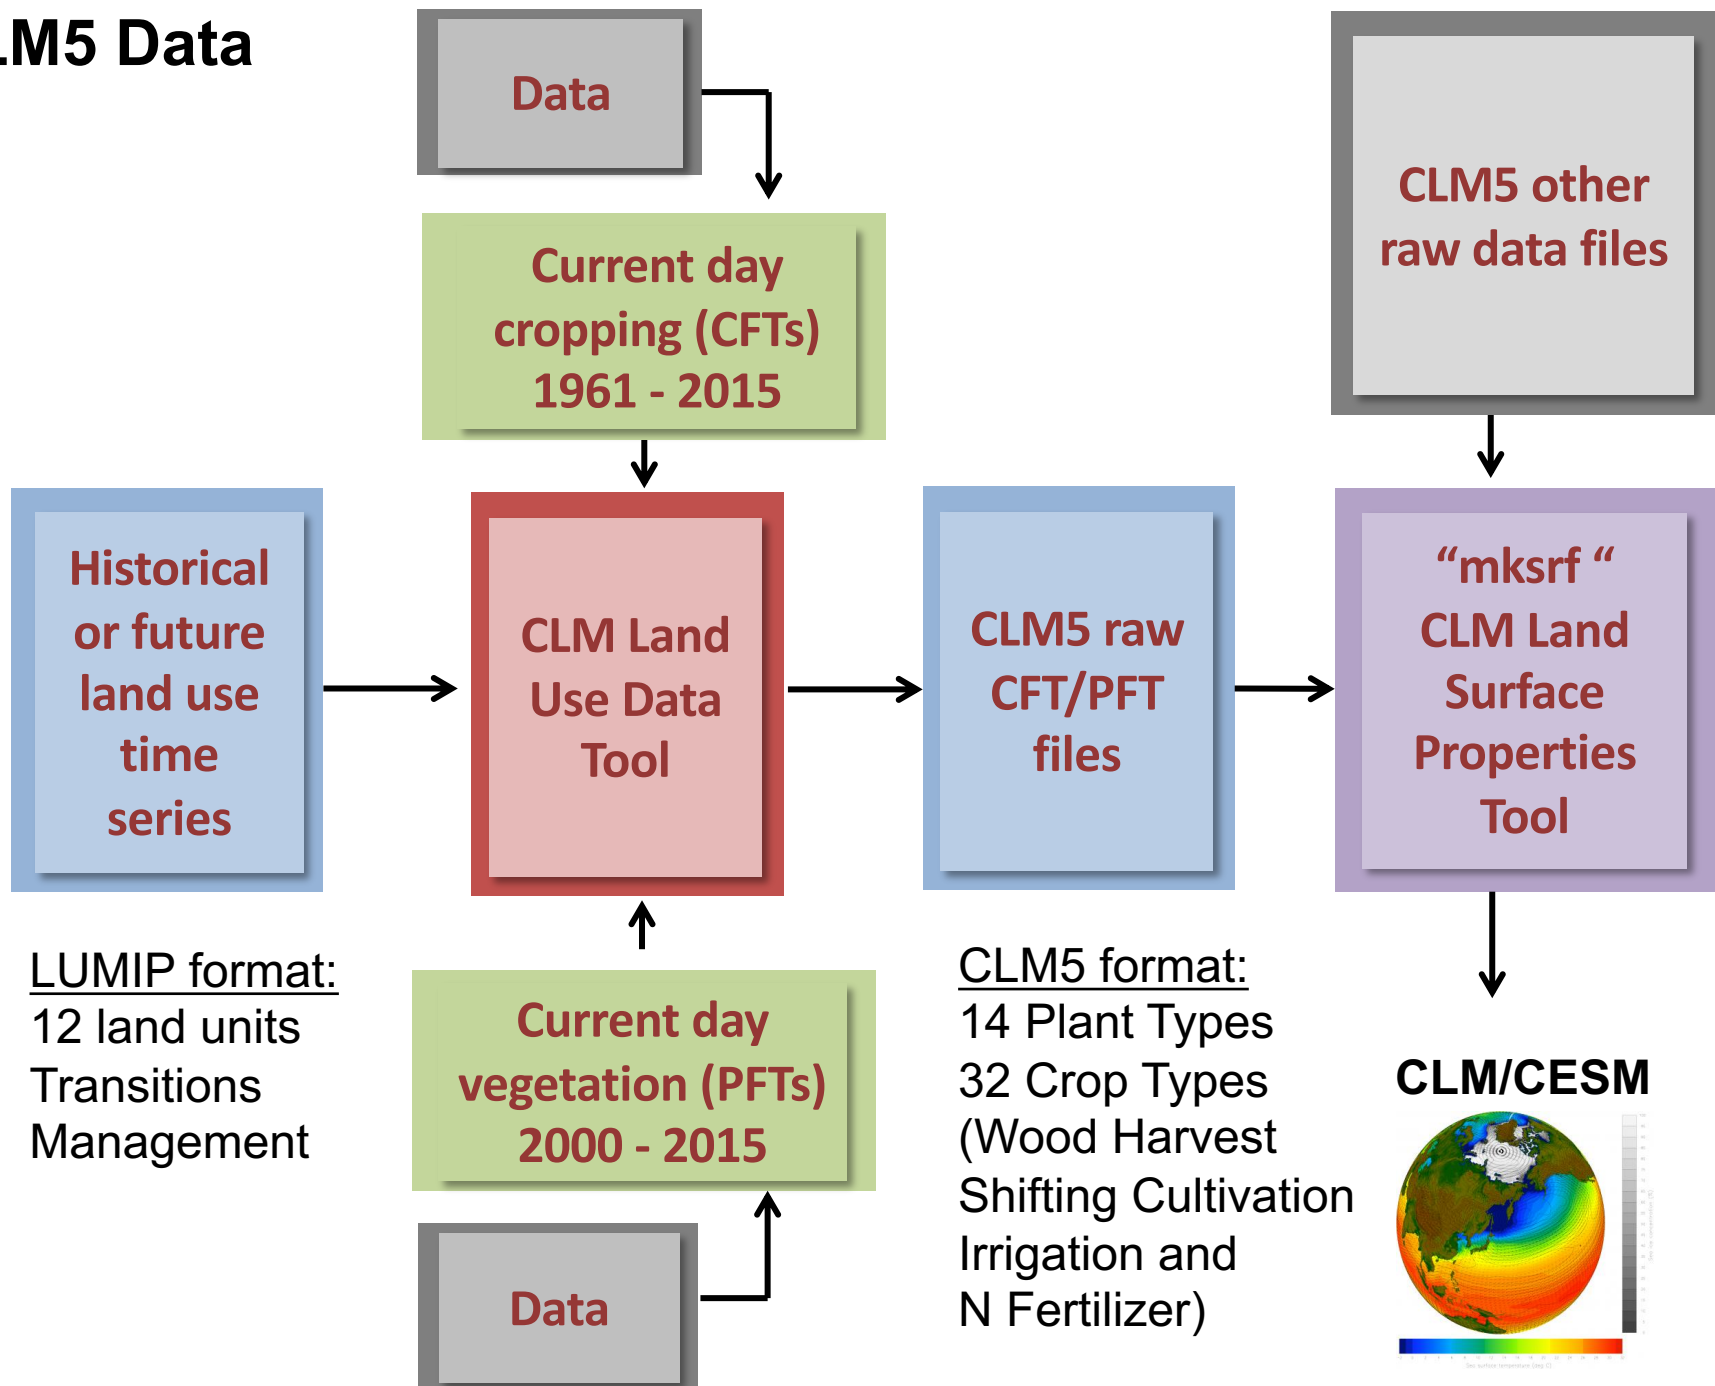 LM5 Data
Data
Current day
cropping (CFTs)
1961 - 2015
CLM5 other
raw data files
Historical
or future
land use
time
series
CLM Land
Use Data
Tool
CLM5 raw
CFT/PFT
files
“mksrf “
CLM Land
Surface
Properties
Tool
LUMIP format:
12 land units
Transitions
Management
Current day
vegetation (PFTs)
2000 - 2015
Data
CLM5 format:
14 Plant Types
32 Crop Types
(Wood Harvest
Shifting Cultivation
Irrigation and
N Fertilizer)
CLM/CESM